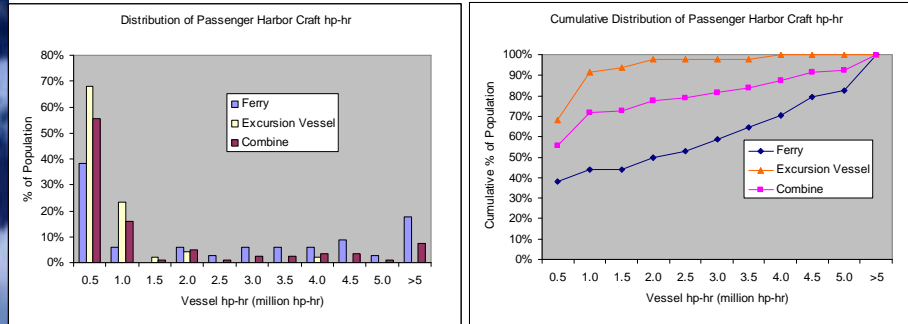 Distribution of Passenger Harbor Craft hp-hr
80%
70%
60%
50%
40%
30%
20%
10%
0%
% of Population
Ferry
Excursion Vessel
Combine
0.5 1.0 1.5 2.0 2.5 3.0 3.5 4.0 4.5 5.0 >5
Vessel hp-hr (million hp-hr)
Cumulative Distribution of Passenger Harbor Craft hp-hr
100%
90%
80%
70%
60%
50%
40%
30%
20%
10%
0%
Cumulative % of Population
Ferry
Excursion Vessel
Combine
0.5 1.0 1.5 2.0 2.5 3.0 3.5 4.0 4.5 5.0 >5
Vessel hp-hr (million hp-hr)